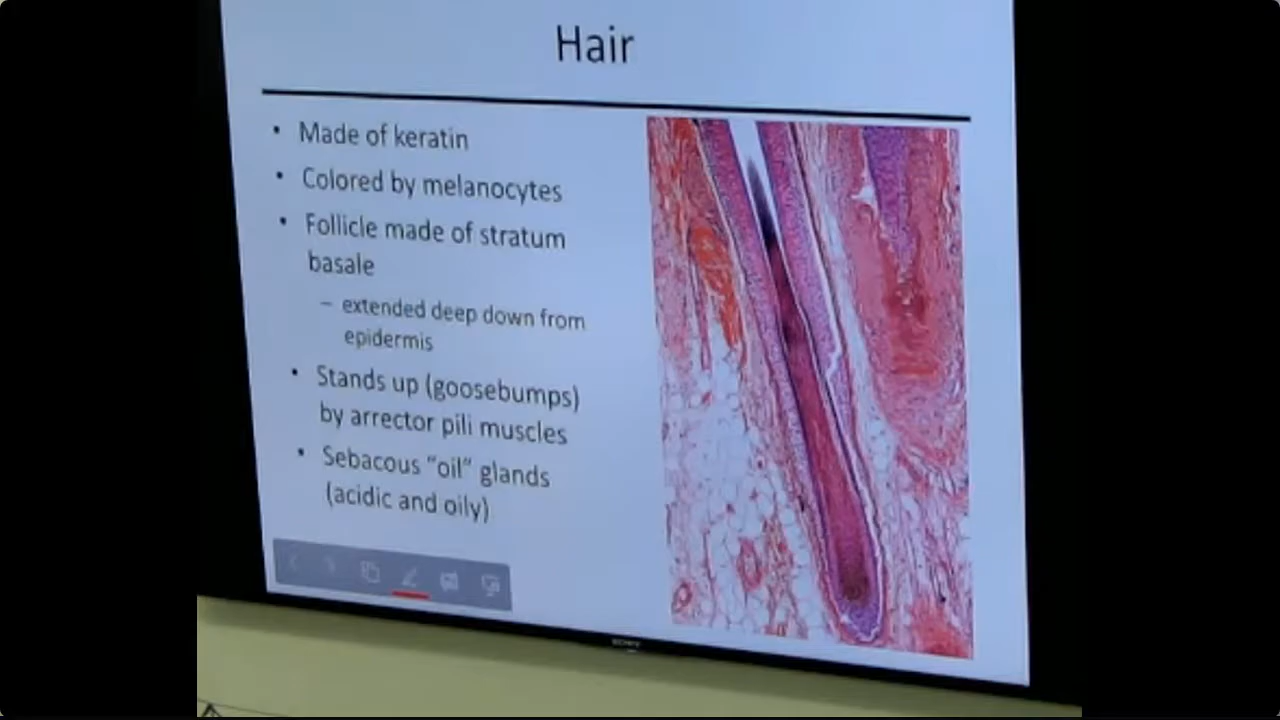 Hair
• Made of keratin
• Colored by melanocytes
• Follicle made of stratum
basale
– extended deep down from
epidermis
• Stands up (goosebumps)
by arrector pili muscles
• Sebacous “oil” glands
(acidic and oily)
SONY